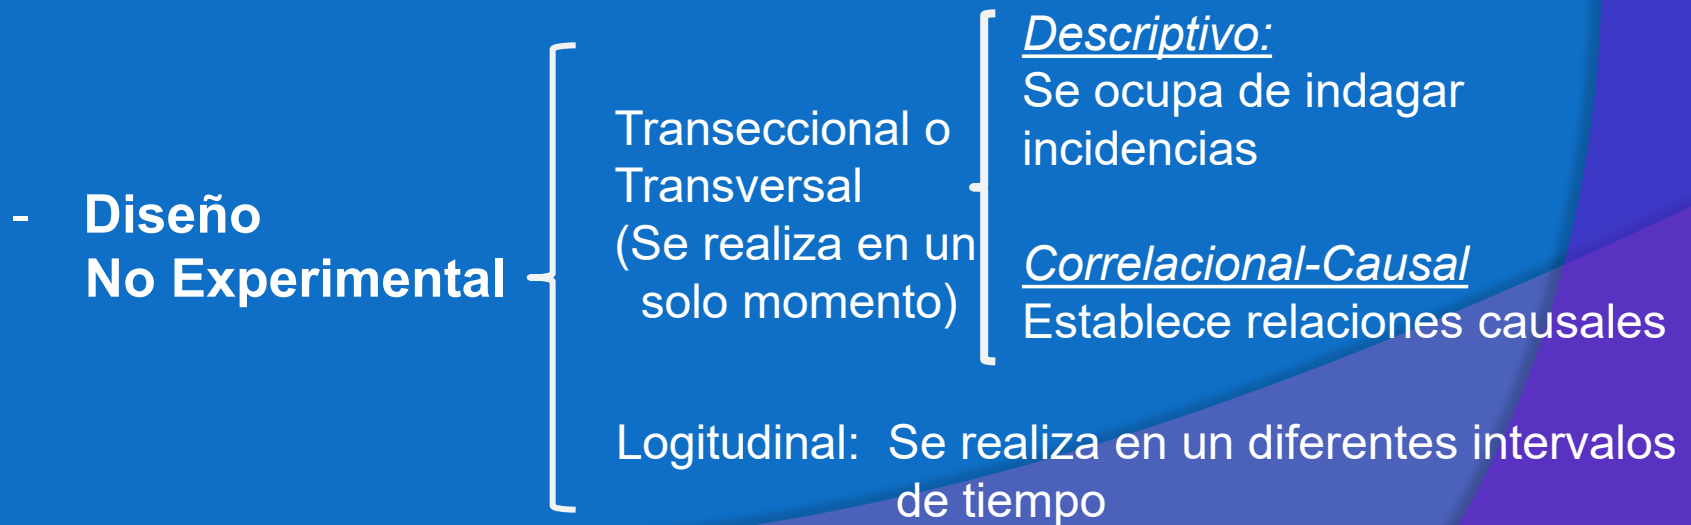 - Diseño
No Experimental
Transeccional o
Transversal
(Se realiza en un
solo momento)
Descriptivo:
Se ocupa de indagar
incidencias
Correlacional-Causal
Establece relaciones causales
Logitudinal: Se realiza en un diferentes intervalos
de tiempo